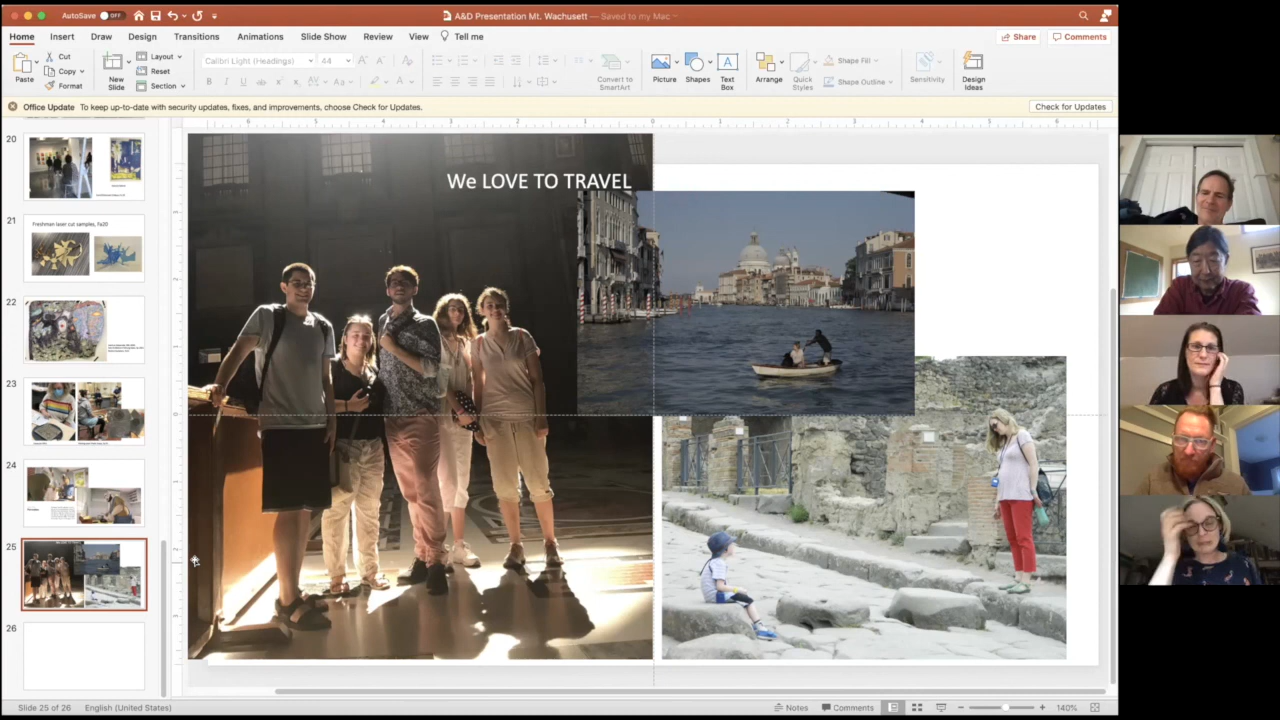 AutoSave OFF
A&D Presentation Mt. Wachusett — Saved to my Mac
Home Insert Draw Design Transitions Animations Slide Show Review View Tell me
Share Comments
Paste Cut Copy Format
New Slide Layout Reset Section
Calibri Light (Headings) 44
Convert to SmartArt
Picture Shapes Text Box
Arrange Quick Styles Shape Fill Shape Outline
Sensitivity Design Ideas
Office Update To keep up-to-date with security updates, fixes, and improvements, choose Check for Updates.
Check for Updates
20
21
Freshman laser cut samples, Fa20
22
23
24
25
26
We LOVE TO TRAVEL
Slide 25 of 26 English (United States)
Notes Comments 140%